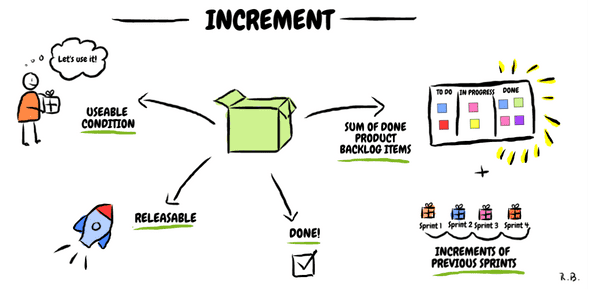 INCREMENT
Let's use it!
USEABLE
CONDITION
RELEASABLE
DONE!
SUM OF DONE
PRODUCT
BACKLOG ITEMS
TO DO IN PROGRESS DONE
+
Sprint 1 Sprint 2 Sprint 3 Sprint 4
INCREMENTS OF
PREVIOUS SPRINTS
R.B.